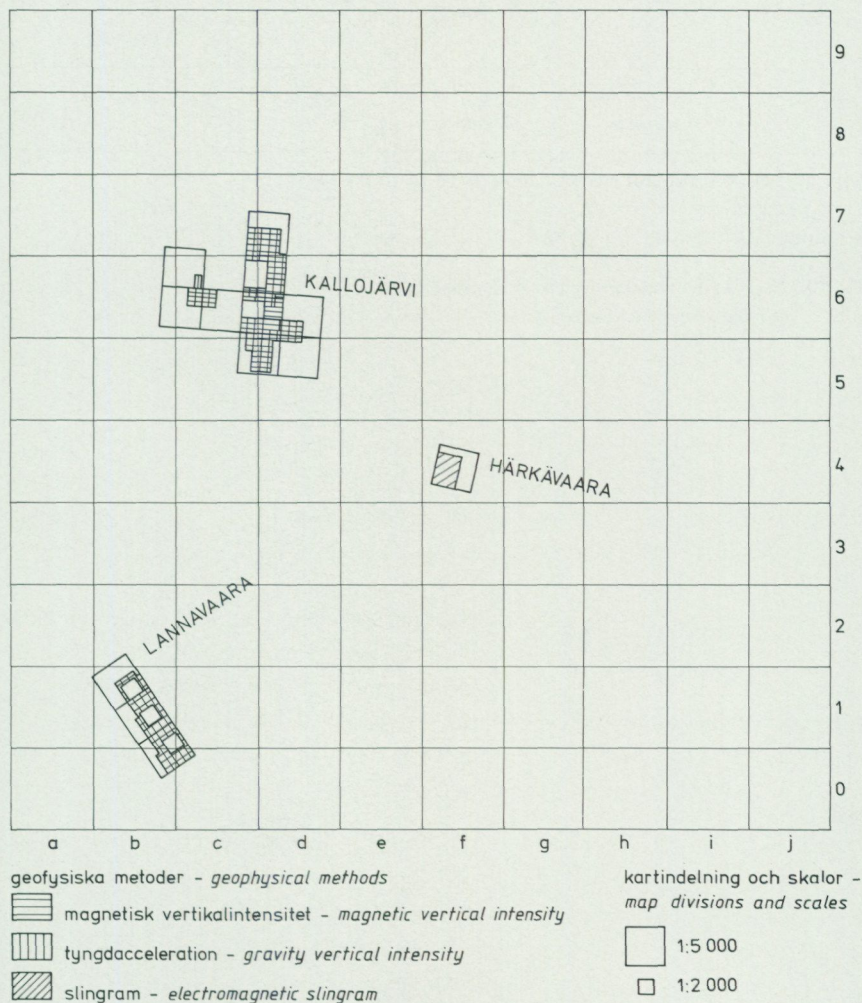 9
8
7
KALLOJÄRVI
6
5
4
HÄRKÄVAARA
3
LANNAVAARA
2
1
0
a b c d e f g h i j
geofysiska metoder - geophysical methods
magnetisk vertikalintensitet - magnetic vertical intensity
tyngdacceleration - gravity vertical intensity
slingram - electromagnetic slingram
kartindelning och skalor -
map divisions and scales
1:5 000
1:2 000